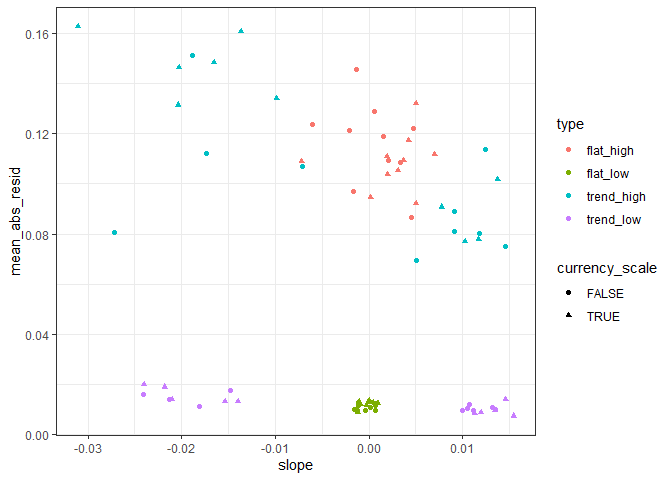 0.16
0.12
0.08
0.04
0.00
mean_abs_resid
-0.03
-0.02
-0.01
0.00
0.01
slope
type
flat_high
flat_low
trend_high
trend_low
currency_scale
FALSE
TRUE